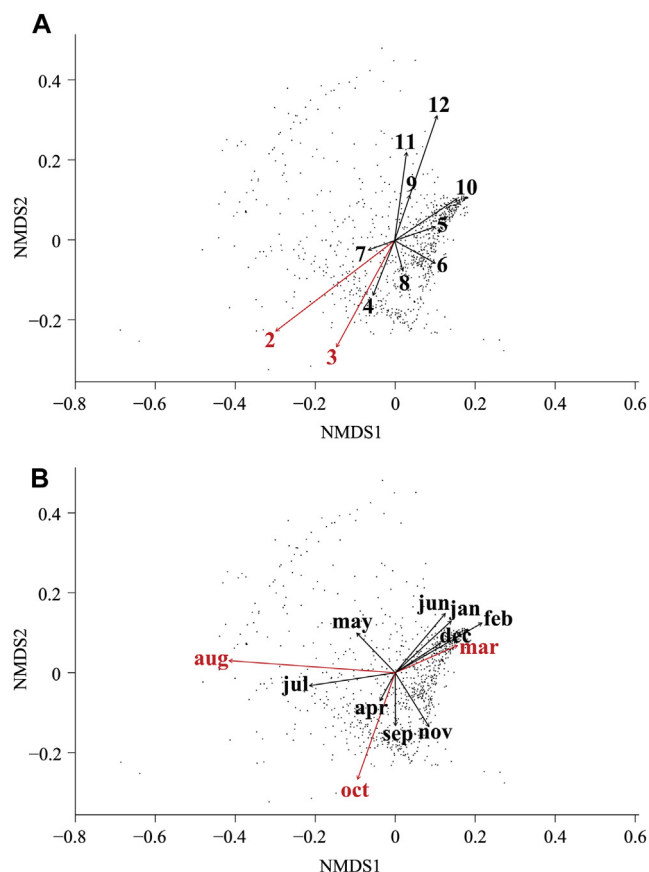 A
0.4
12
11
0.2
9
10
NMDS2
5
0
7
6
8
4
−0.2
2
3
−0.8
−0.6
−0.4
−0.2
0
0.2
0.4
0.6
NMDS1
B
0.4
0.2
jun
jan
may
feb
dec
NMDS2
mar
aug
0
jul
apr
sep
nov
−0.2
oct
−0.8
−0.6
−0.4
−0.2
0
0.2
0.4
0.6
NMDS1